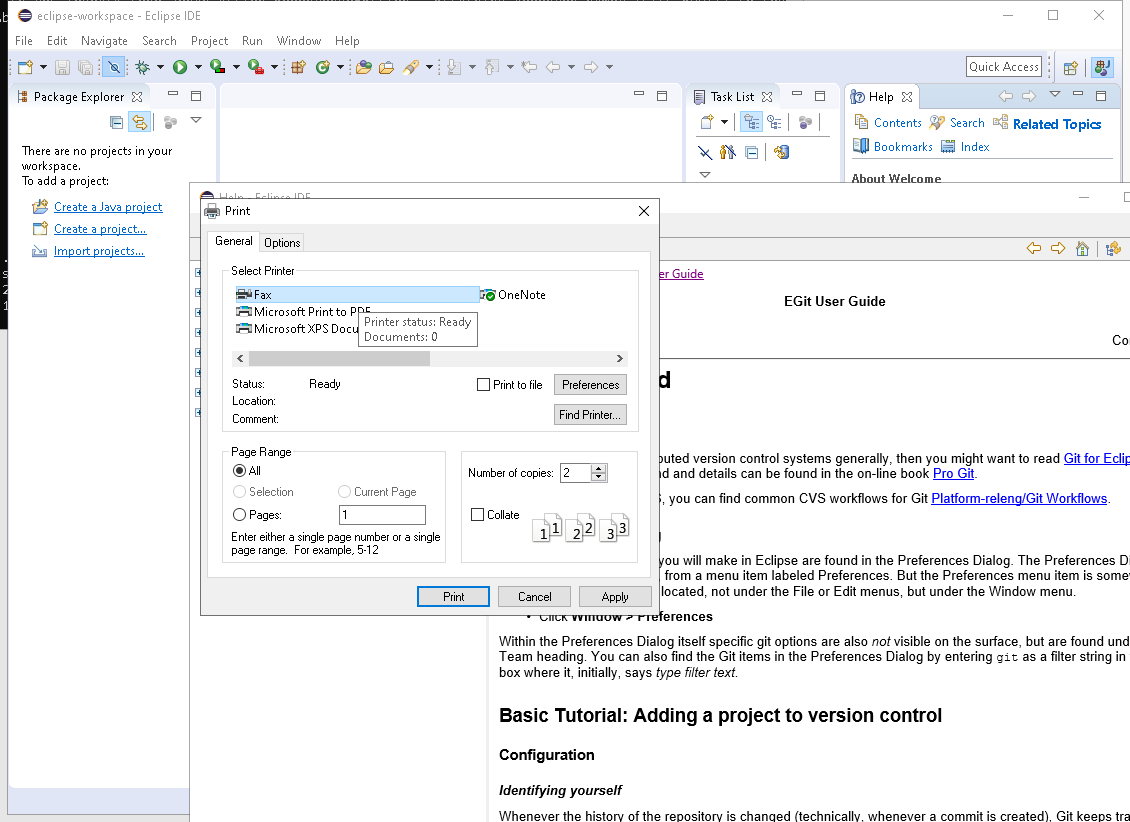 eclipse-workspace - Eclipse IDE
File Edit Navigate Search Project Run Window Help
Quick Access
Package Explorer
There are no projects in your
workspace.
To add a project:
Create a Java project
Create a project...
Import projects...
Task List
Help
Contents Search Related Topics
Bookmarks Index
About Welcome
Help - Eclipse IDE
Print
General Options
Select Printer
Fax
OneNote
Microsoft Print to PDF
Microsoft XPS Docu
Printer status: Ready
Documents: 0
Status: Ready
Print to file
Preferences
Location:
Comment:
Find Printer...
Page Range
All
Selection Current Page
Pages: 1
Enter either a single page number or a single
page range. For example, 5-12
Number of copies: 2
Collate
1 1 2 2 3 3
Print Cancel Apply
er Guide
EGit User Guide
Co
d
uted version control systems generally, then you might want to read Git for Eclip
nd and details can be found in the on-line book Pro Git.
S, you can find common CVS workflows for Git Platform-releng/Git Workflows.
you will make in Eclipse are found in the Preferences Dialog. The Preferences D
, from a menu item labeled Preferences. But the Preferences menu item is somew
located, not under the File or Edit menus, but under the Window menu.
• Click Window > Preferences
Within the Preferences Dialog itself specific git options are also not visible on the surface, but are found und
Team heading. You can also find the Git items in the Preferences Dialog by entering git as a filter string in
box where it, initially, says type filter text.
Basic Tutorial: Adding a project to version control
Configuration
Identifying yourself
Whenever the history of the repository is changed (technically, whenever a commit is created), Git keeps tra